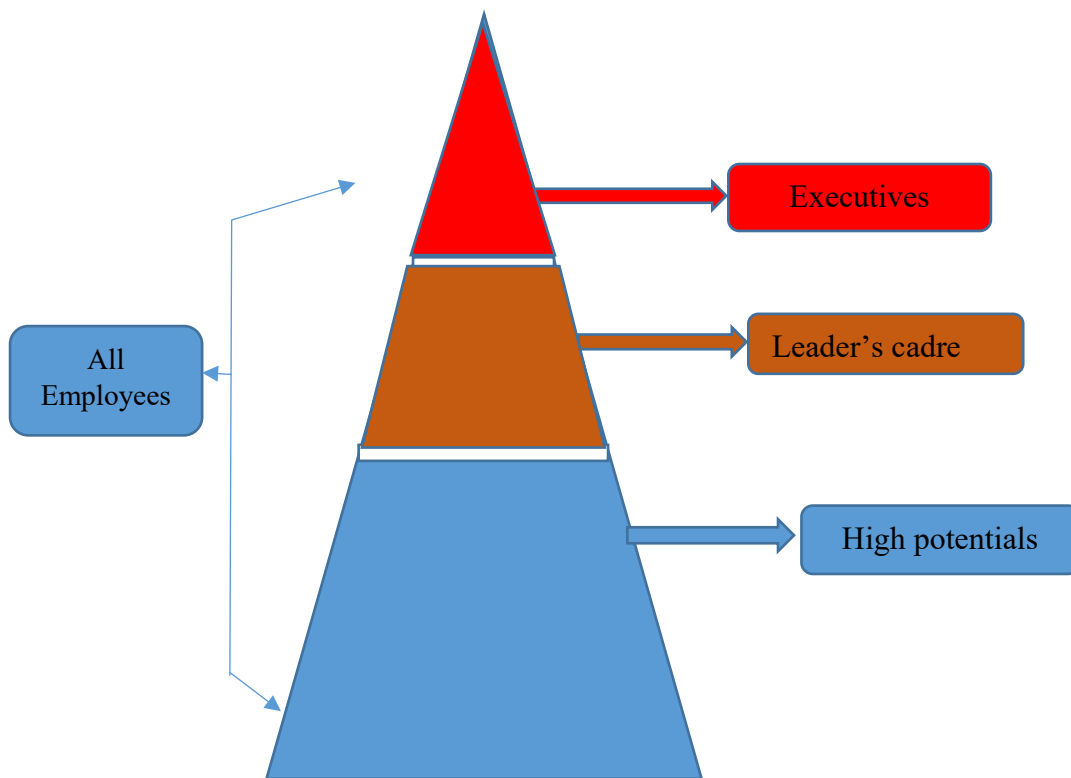 Executives
Leader’s cadre
All
Employees
High potentials